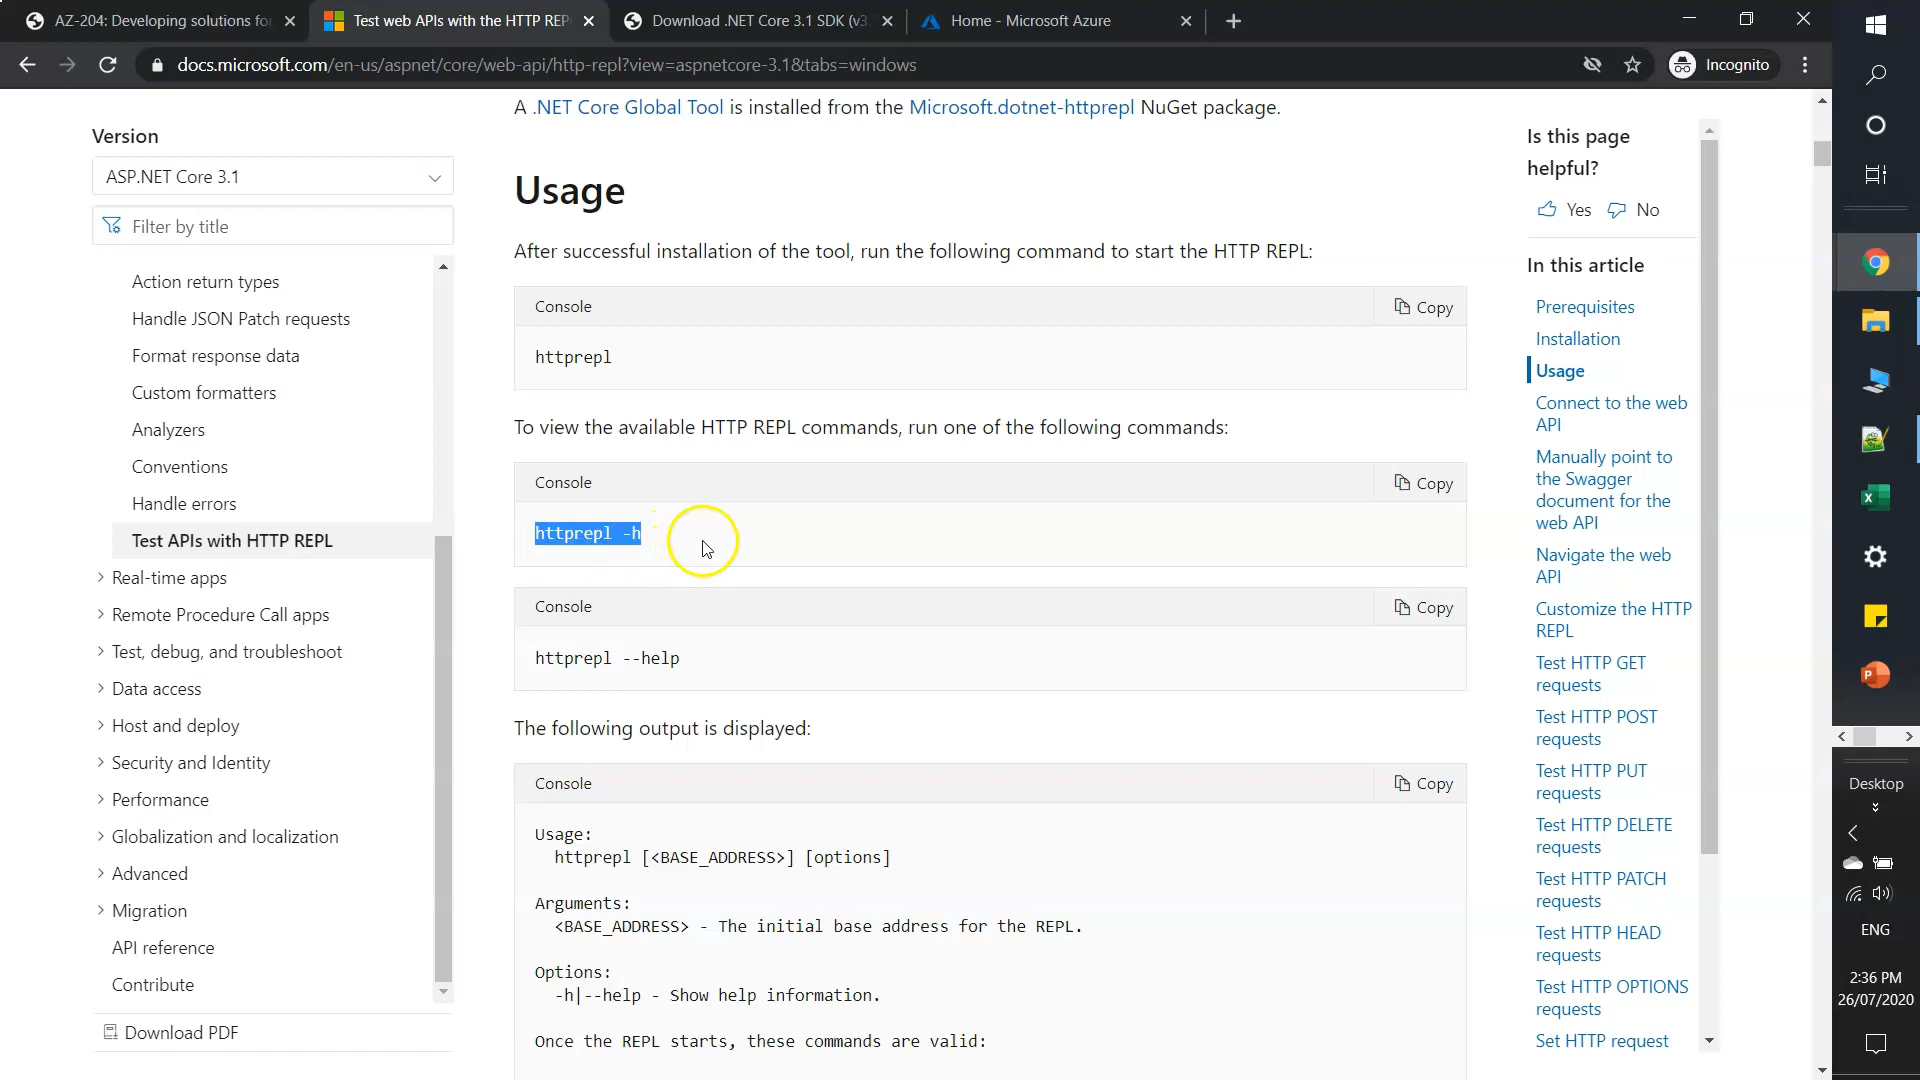 AZ-204: Developing solutions fo
Test web APIs with the HTTP REP
Download .NET Core 3.1 SDK (v3
Home - Microsoft Azure
docs.microsoft.com/en-us/aspnet/core/web-api/http-repl?view=aspnetcore-3.1&tabs=windows
Incognito
Version
ASP.NET Core 3.1
Filter by title
Action return types
Handle JSON Patch requests
Format response data
Custom formatters
Analyzers
Conventions
Handle errors
Test APIs with HTTP REPL
Real-time apps
Remote Procedure Call apps
Test, debug, and troubleshoot
Data access
Host and deploy
Security and Identity
Performance
Globalization and localization
Advanced
Migration
API reference
Contribute
Download PDF
A .NET Core Global Tool is installed from the Microsoft.dotnet-httprepl NuGet package.
Usage
After successful installation of the tool, run the following command to start the HTTP REPL:
Console
Copy
httprepl
To view the available HTTP REPL commands, run one of the following commands:
Console
Copy
httprepl -h
Console
Copy
httprepl --help
The following output is displayed:
Console
Copy
Usage:
httprepl [<BASE_ADDRESS>] [options]
Arguments:
<BASE_ADDRESS> - The initial base address for the REPL.
Options:
-h|--help - Show help information.
Once the REPL starts, these commands are valid:
Is this page
helpful?
Yes
No
In this article
Prerequisites
Installation
Usage
Connect to the web
API
Manually point to
the Swagger
document for the
web API
Navigate the web
API
Customize the HTTP
REPL
Test HTTP GET
requests
Test HTTP POST
requests
Test HTTP PUT
requests
Test HTTP DELETE
requests
Test HTTP PATCH
requests
Test HTTP HEAD
requests
Test HTTP OPTIONS
requests
Set HTTP request
Desktop
ENG
2:36 PM
26/07/2020